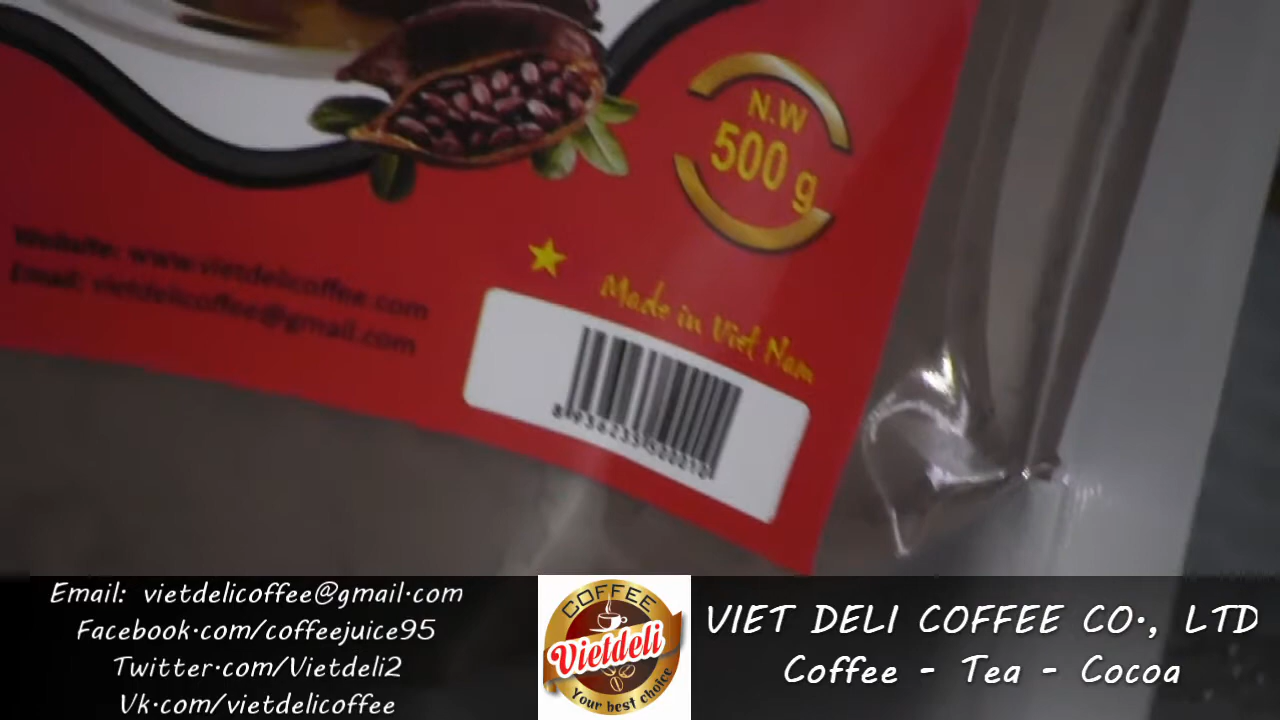 N.W
500 g
Website: www.vietdelicoffee.com
Email: vietdelicoffee@gmail.com
Made in Viet Nam
Email: vietdelicoffee@gmail.com
Facebook.com/coffeejuice95
Twitter.com/Vietdeli2
Vk.com/vietdelicoffee
COFFEE
Vietdeli
Your best choice
VIET DELI COFFEE CO., LTD
Coffee - Tea - Cocoa